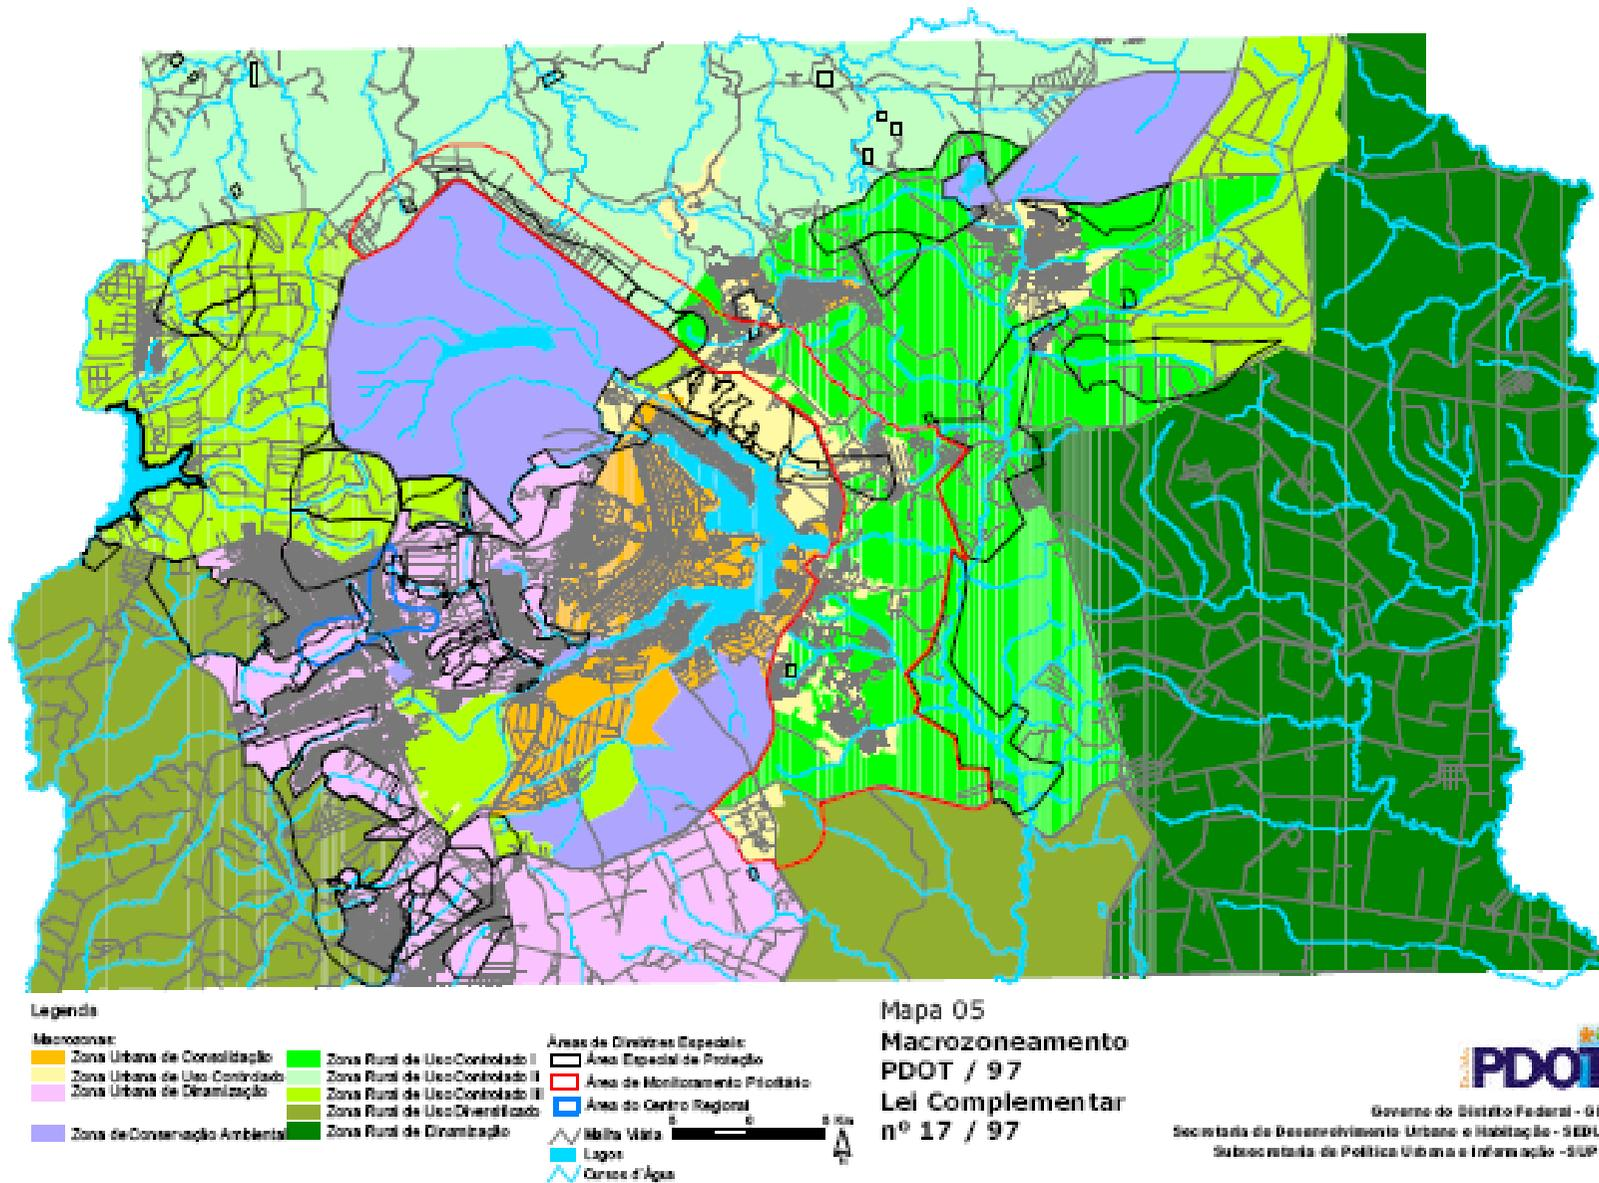 Legenda
Macrozonas:
Zona Urbana de Consolidação
Zona Urbana de Uso Controlado
Zona Urbana de Dinamização
Zona de Conservação Ambiental
Zona Rural de Uso Controlado I
Zona Rural de Uso Controlado II
Zona Rural de Uso Controlado III
Zona Rural de Uso Diversificado
Zona Rural de Dinamização
Áreas de Diretrizes Especiais:
Área Especial de Proteção
Área de Monitoramento Prioritário
Área do Centro Regional
Malha Viária
Lagos
Cursos d'Água
Mapa 05
Macrozoneamento
PDOT / 97
Lei Complementar
nº 17 / 97
PDOT
Governo do Distrito Federal - G
Secretaria de Desenvolvimento Urbano e Habitação - SEDU
Subsecretaria de Política Urbana e Informação - SUP